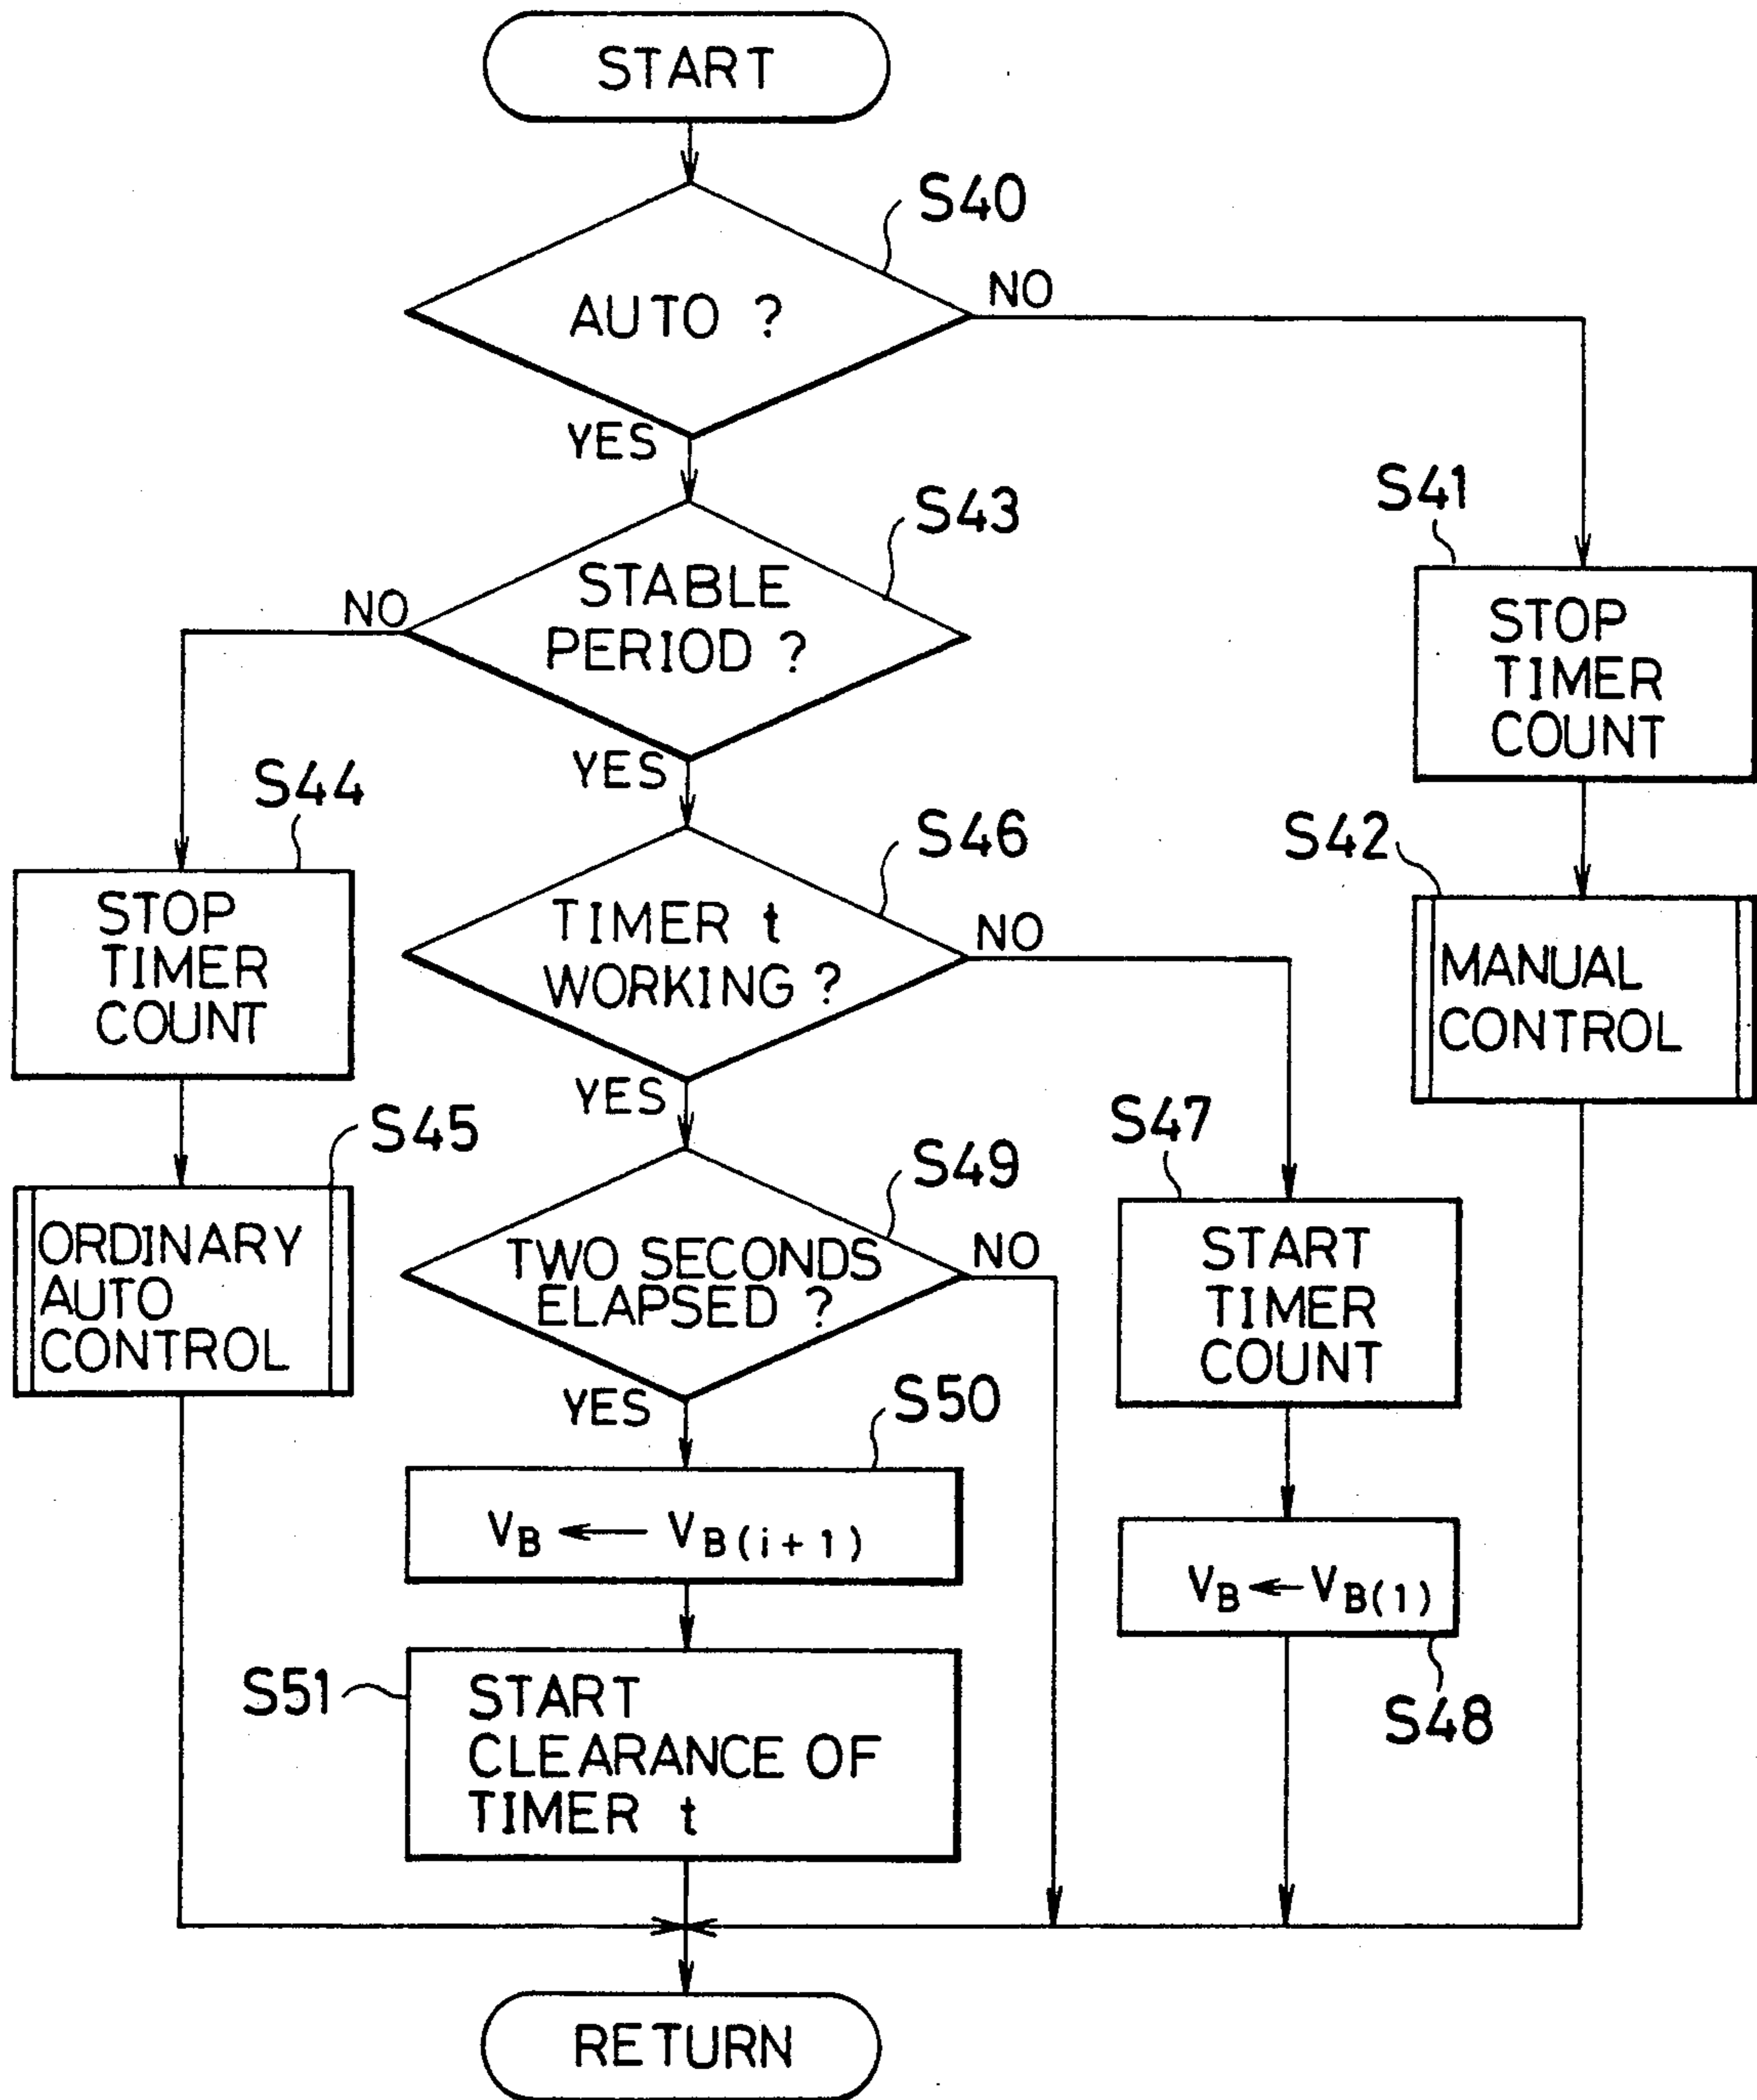 START
S40
AUTO ?
NO
YES
S43
STABLE
PERIOD ?
NO
YES
S41
STOP
TIMER
COUNT
S42
MANUAL
CONTROL
S44
STOP
TIMER
COUNT
S45
ORDINARY
AUTO
CONTROL
S46
TIMER t
WORKING ?
NO
YES
S47
START
TIMER
COUNT
VB ← VB(1)
S48
S49
TWO SECONDS
ELAPSED ?
NO
YES
S50
VB ← VB(i+1)
S51
START
CLEARANCE OF
TIMER t
RETURN